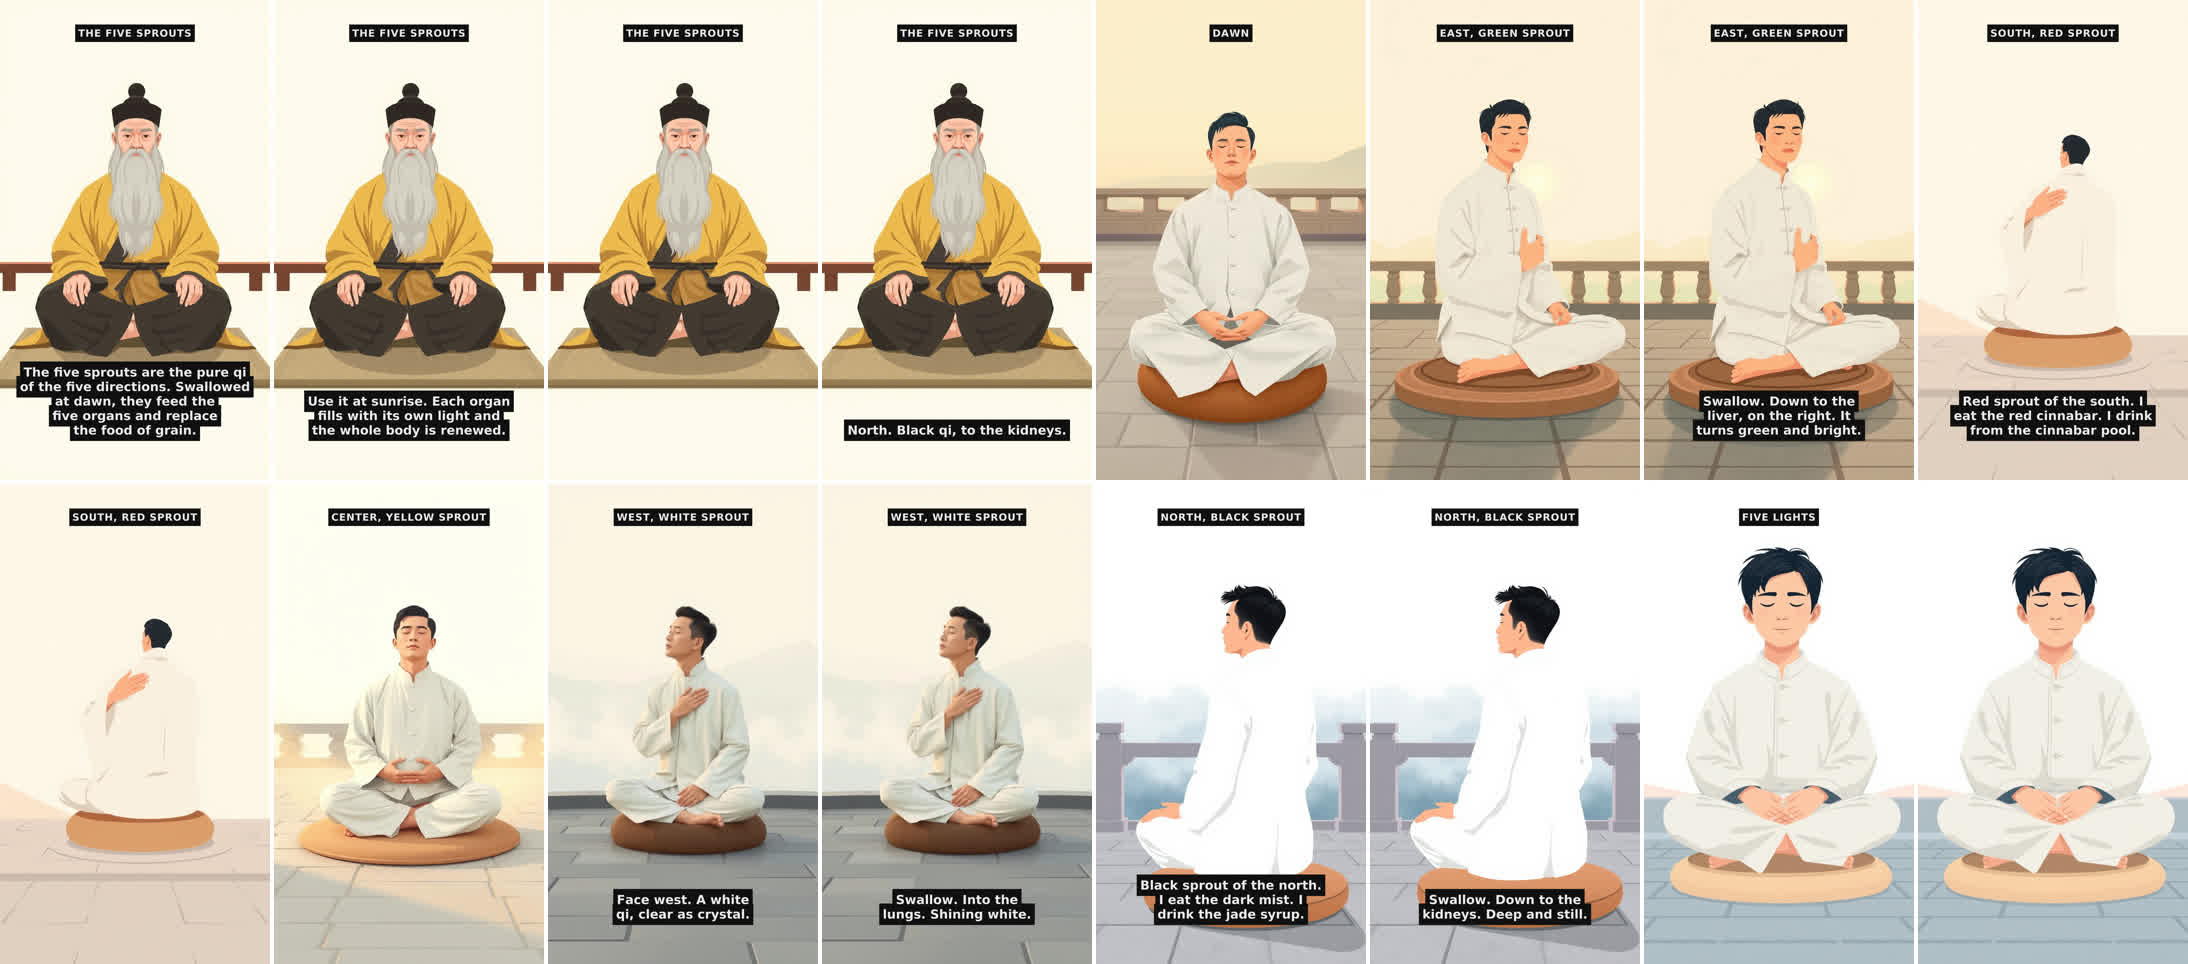 THE FIVE SPROUTS
The five sprouts are the pure qi
of the five directions. Swallowed
at dawn, they feed the
five organs and replace
the food of grain.
THE FIVE SPROUTS
Use it at sunrise. Each organ
fills with its own light and
the whole body is renewed.
THE FIVE SPROUTS
THE FIVE SPROUTS
North. Black qi, to the kidneys.
DAWN
EAST, GREEN SPROUT
EAST, GREEN SPROUT
Swallow. Down to the
liver, on the right. It
turns green and bright.
SOUTH, RED SPROUT
Red sprout of the south. I
eat the red cinnabar. I drink
from the cinnabar pool.
SOUTH, RED SPROUT
CENTER, YELLOW SPROUT
WEST, WHITE SPROUT
Face west. A white
qi, clear as crystal.
WEST, WHITE SPROUT
Swallow. Into the
lungs. Shining white.
NORTH, BLACK SPROUT
Black sprout of the north.
I eat the dark mist. I
drink the jade syrup.
NORTH, BLACK SPROUT
Swallow. Down to the
kidneys. Deep and still.
FIVE LIGHTS